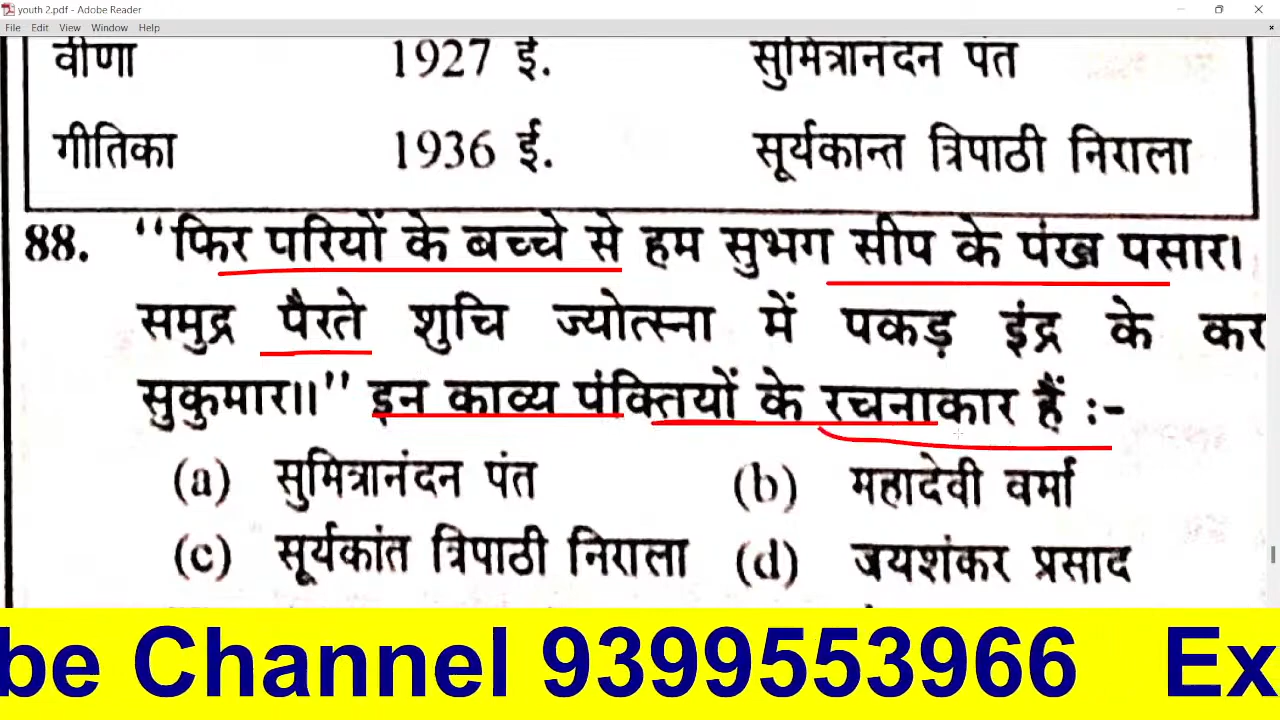 youth 2.pdf - Adobe Reader
File Edit View Window Help
वीणा 1927 ई. सुमित्रानंदन पंत
गीतिका 1936 ई. सूर्यकान्त त्रिपाठी निराला
88. ‘‘फिर परियों के बच्चे से हम सुभग सीप के पंख पसार।
समुद्र पैरते शुचि ज्योत्स्ना में पकड़ इंद्र के कर
सुकुमार॥’’ इन काव्य पंक्तियों के रचनाकार हैं :-
(a) सुमित्रानंदन पंत (b) महादेवी वर्मा
(c) सूर्यकांत त्रिपाठी निराला (d) जयशंकर प्रसाद
be Channel 9399553966 Ex